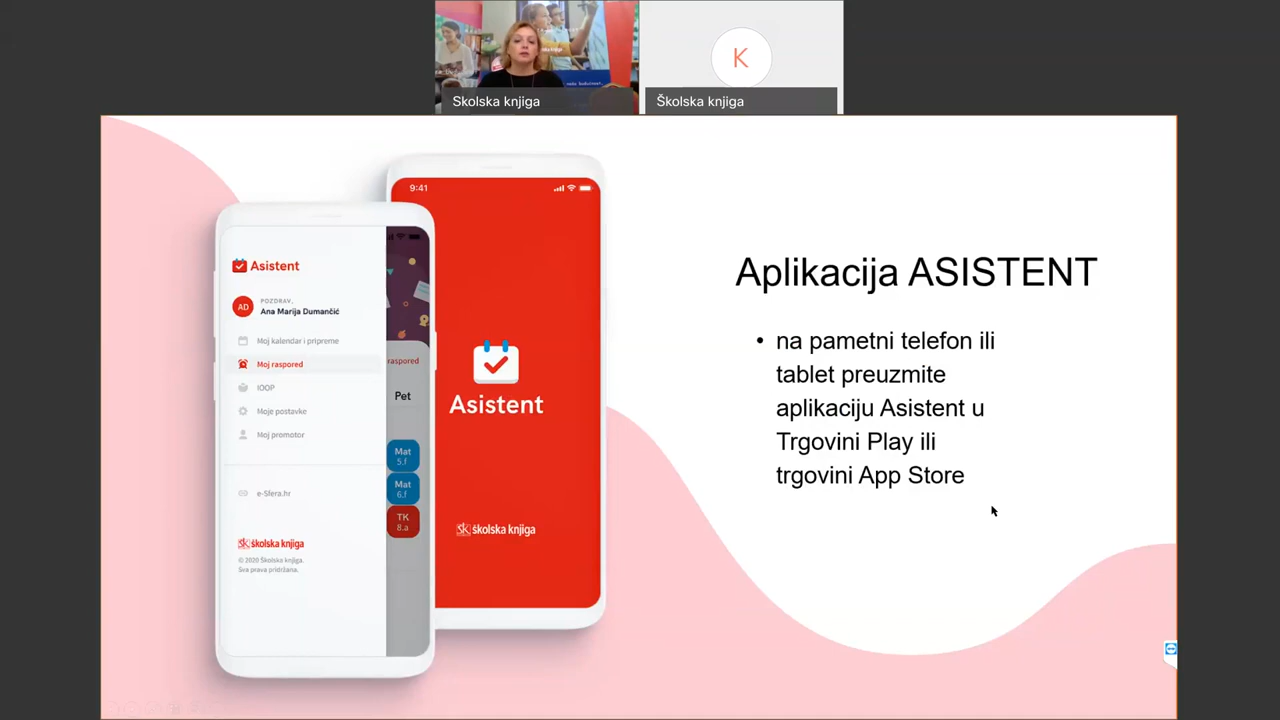 Skolska knjiga
K
Školska knjiga
9:41
Asistent
AD
POZDRAV,
Ana Marija Dumančić
Moj kalendar i pripreme
Moj raspored
IOOP
Moje postavke
Moj promotor
e-Sfera.hr
školska knjiga
© 2020 Školska knjiga.
Sva prava pridržana.
raspored
Pet
Mat
5.f
Mat
6.f
TK
8.a
Asistent
školska knjiga
Aplikacija ASISTENT
• na pametni telefon ili
tablet preuzmite
aplikaciju Asistent u
Trgovini Play ili
trgovini App Store